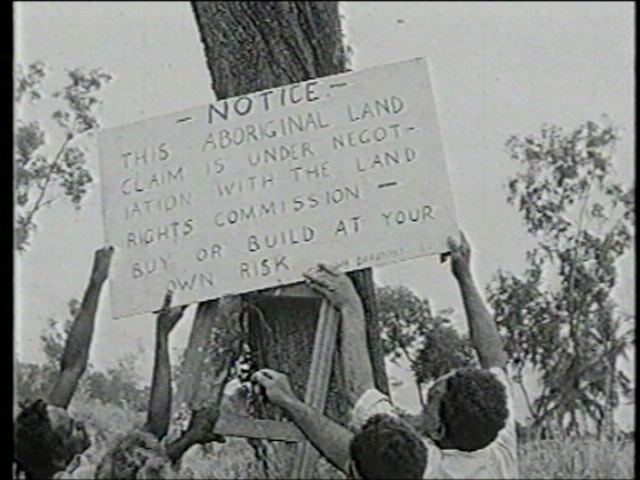 - NOTICE -
THIS ABORIGINAL LAND
CLAIM IS UNDER NEGOT-
IATION WITH THE LAND
RIGHTS COMMISSION -
BUY OR BUILD AT YOUR
OWN RISK